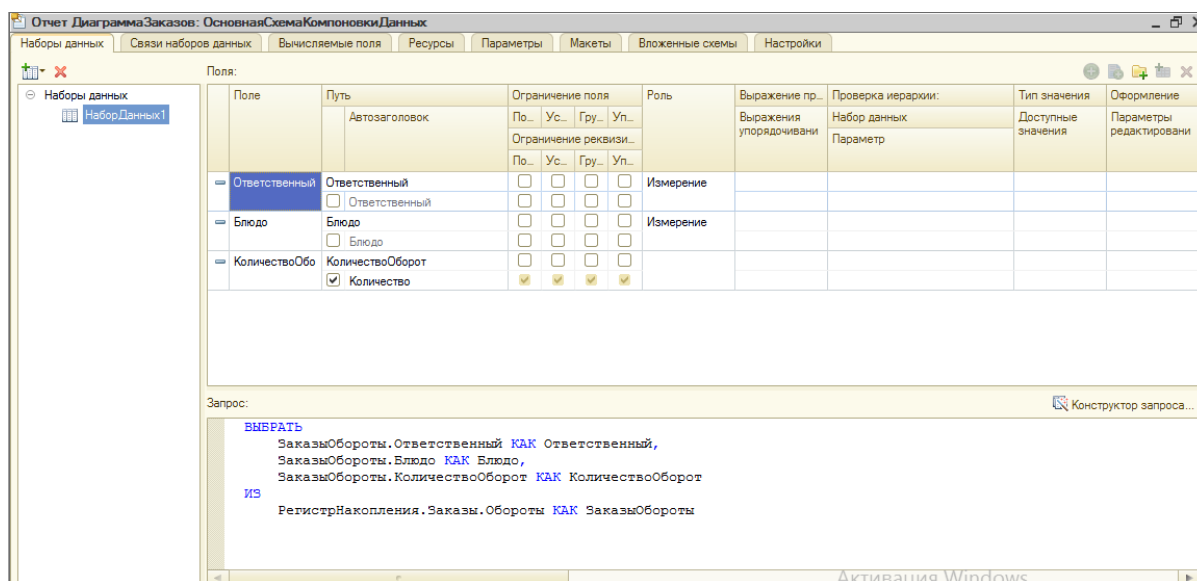 Отчет ДиаграммаЗаказов: ОсновнаяСхемаКомпоновкиДанных
Наборы данных Связи наборов данных Вычисляемые поля Ресурсы Параметры Макеты Вложенные схемы Настройки
Поля:
Наборы данных
НаборДанных1
Поле Путь Ограничение поля Роль Выражение пр... Проверка иерархии: Тип значения Оформление
Автозаголовок По... Ус... Гру... Уп... Выражения упорядочивани Набор данных Доступные значения Параметры редактировани
Ограничение реквизи... Параметр
По... Ус... Гру... Уп...
Ответственный Ответственный Измерение
Ответственный
Блюдо Блюдо Измерение
Блюдо
КоличествоОбо КоличествоОборот
Количество
Запрос: Конструктор запроса...
ВЫБРАТЬ
ЗаказыОбороты.Ответственный КАК Ответственный,
ЗаказыОбороты.Блюдо КАК Блюдо,
ЗаказыОбороты.КоличествоОборот КАК КоличествоОборот
ИЗ
РегистрНакопления.Заказы.Обороты КАК ЗаказыОбороты
Активация Windows